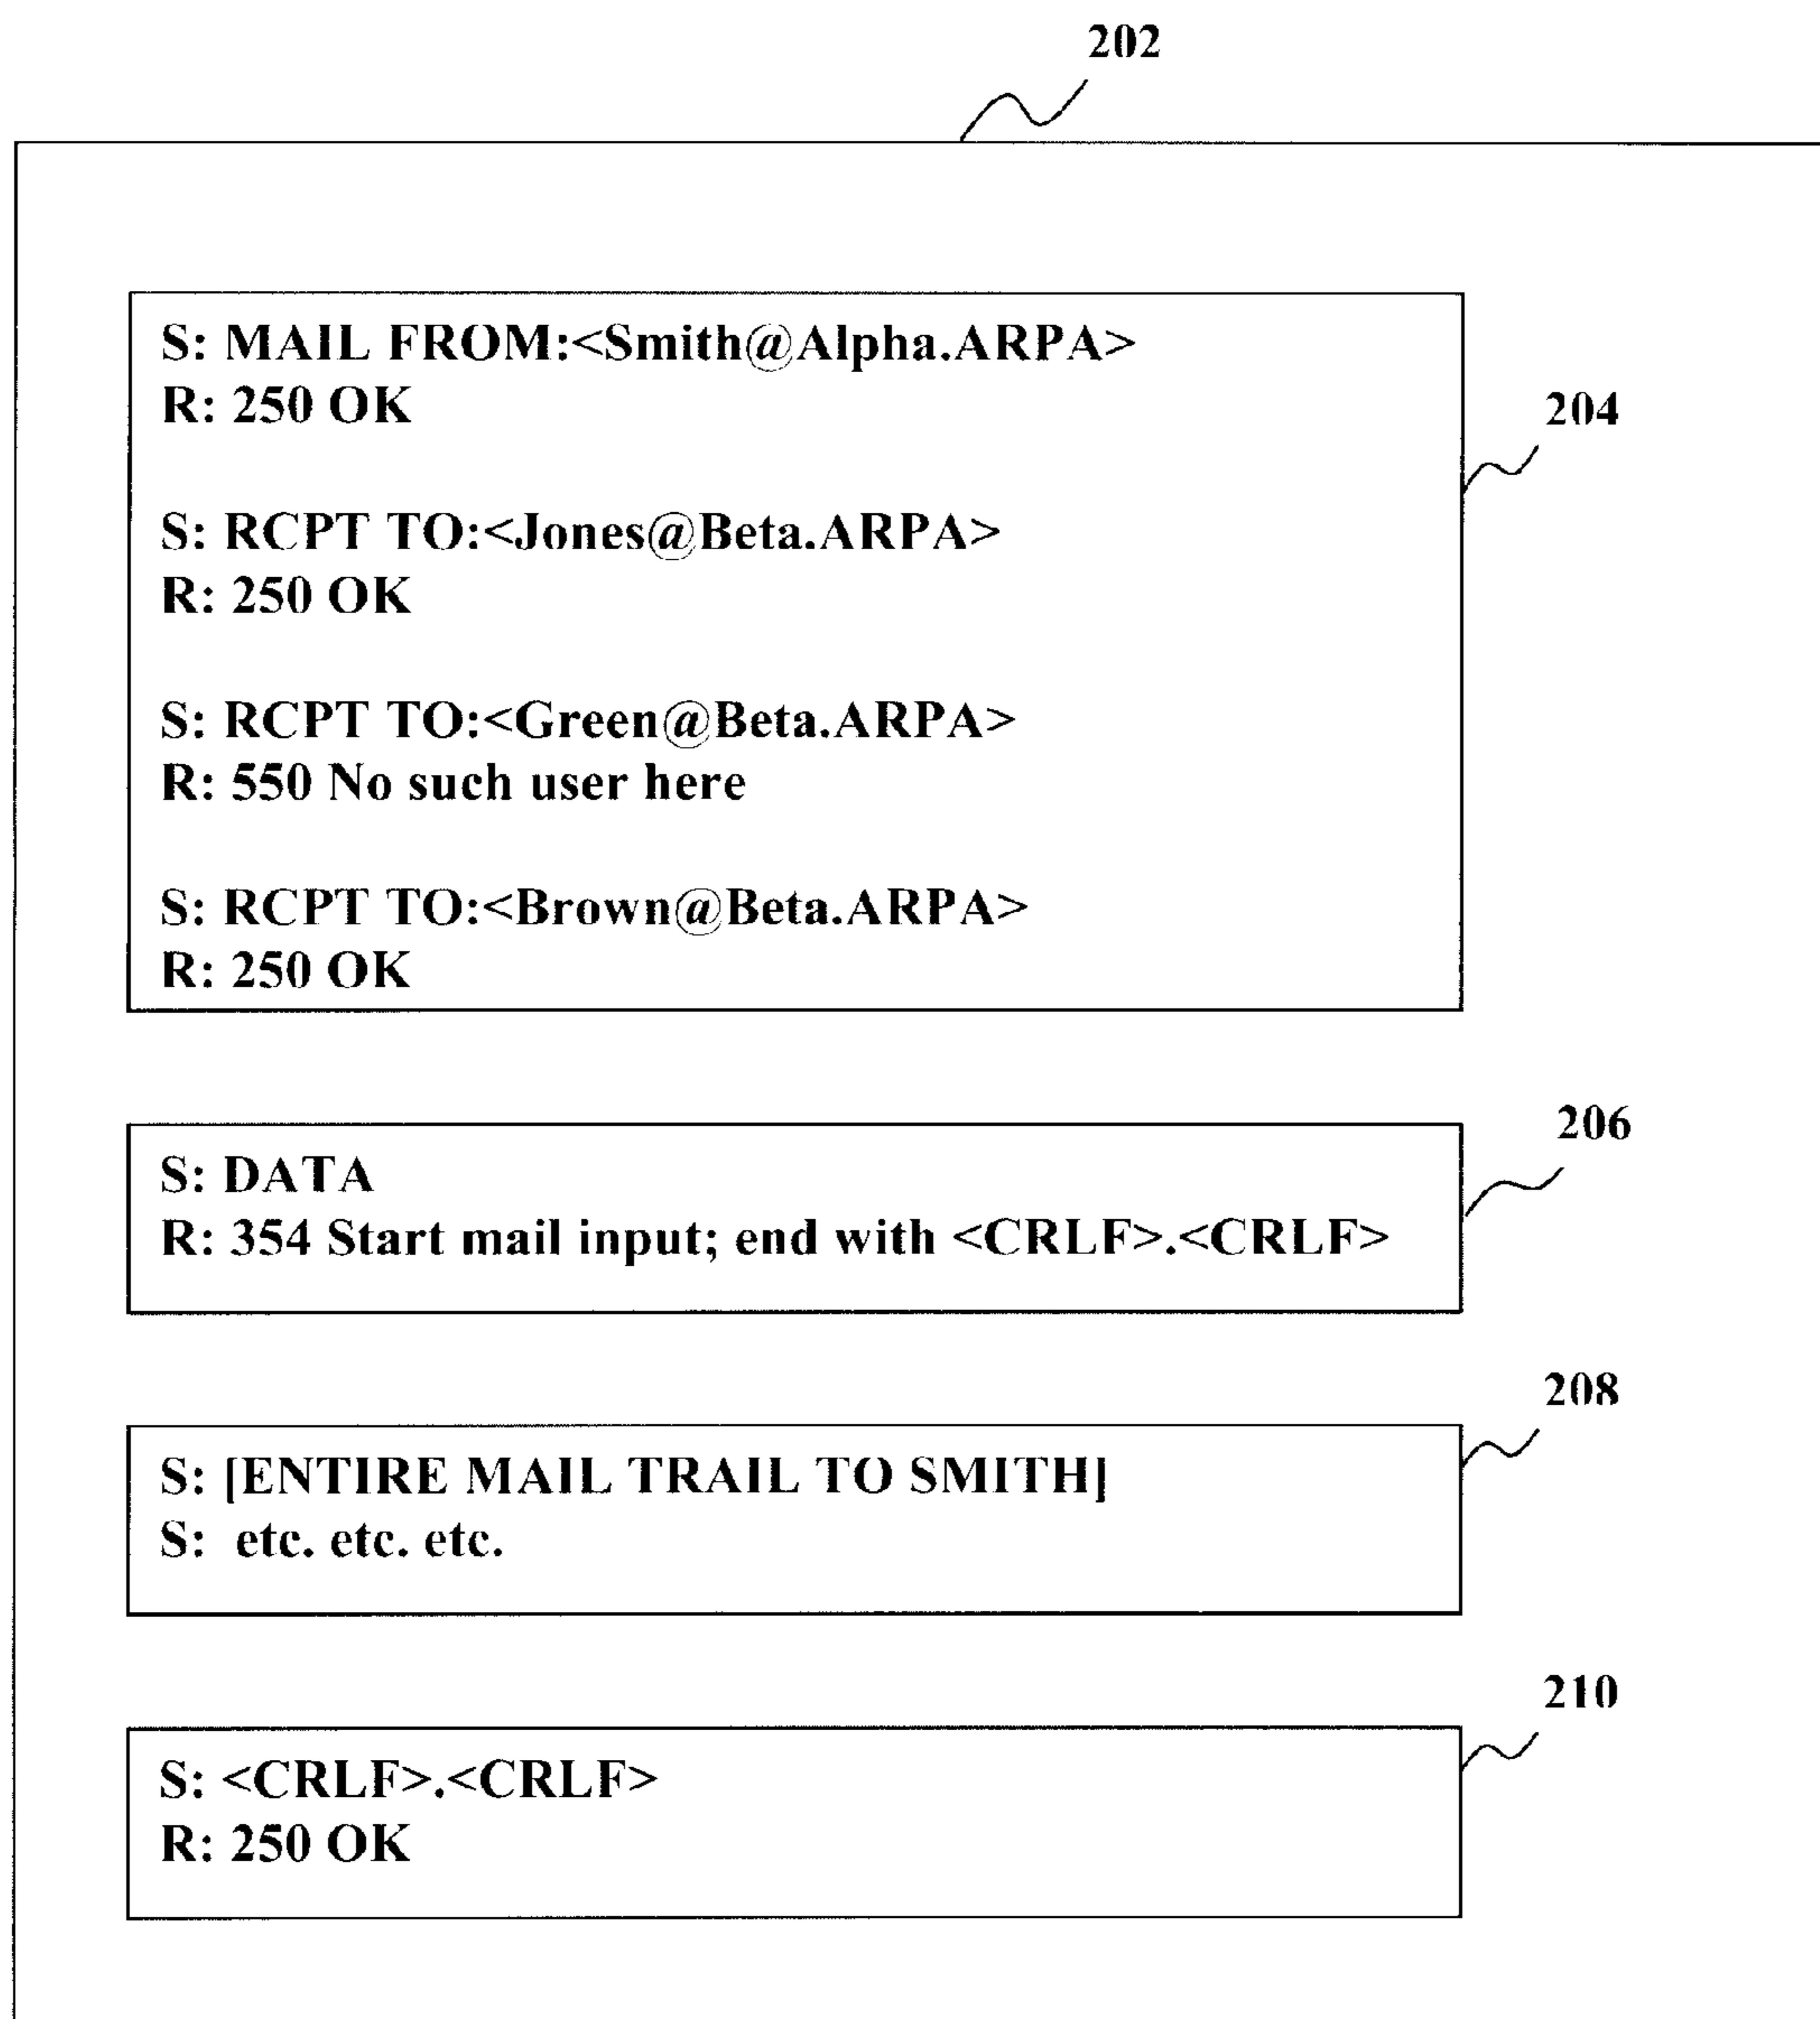 202
S: MAIL FROM:<Smith@Alpha.ARPA>
R: 250 OK
204
S: RCPT TO:<Jones@Beta.ARPA>
R: 250 OK
S: RCPT TO:<Green@Beta.ARPA>
R: 550 No such user here
S: RCPT TO:<Brown@Beta.ARPA>
R: 250 OK
206
S: DATA
R: 354 Start mail input; end with <CRLF>.<CRLF>
208
S: [ENTIRE MAIL TRAIL TO SMITH]
S: etc. etc. etc.
210
S: <CRLF>.<CRLF>
R: 250 OK